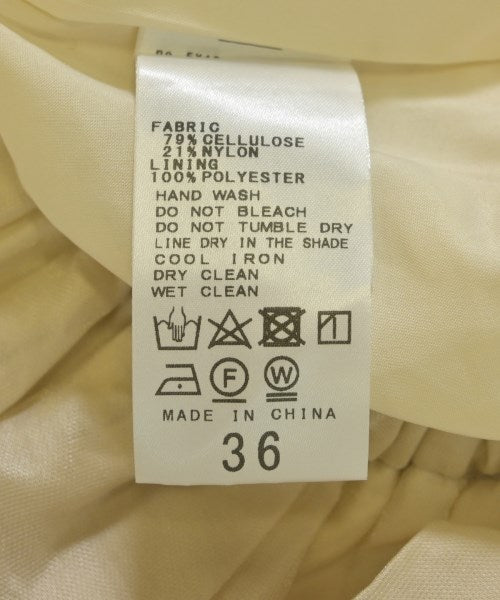 FABRIC
79%CELLULOSE
21%NYLON
LINING
100%POLYESTER
HAND WASH
DO NOT BLEACH
DO NOT TUMBLE DRY
LINE DRY IN THE SHADE
COOL IRON
DRY CLEAN
WET CLEAN
F W
MADE IN CHINA
36